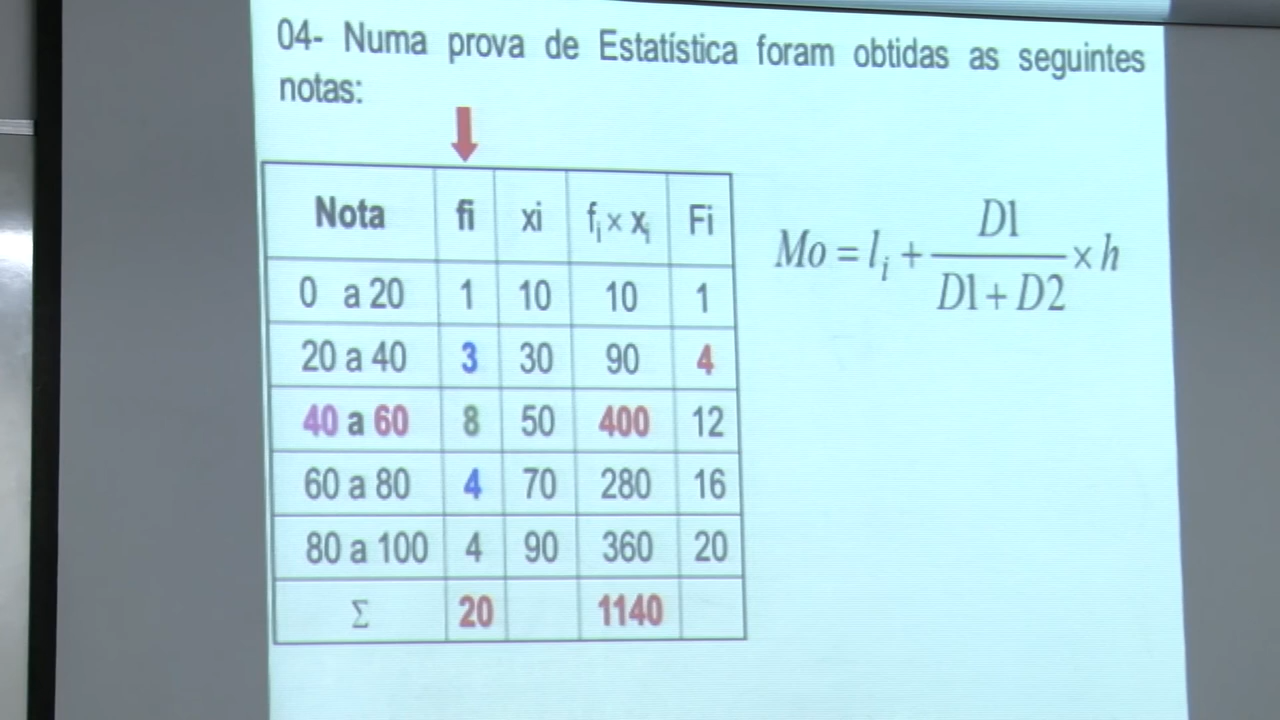 04- Numa prova de Estatística foram obtidas as seguintes
notas:
Nota fi xi fi × xi Fi
0 a 20 1 10 10 1
20 a 40 3 30 90 4
40 a 60 8 50 400 12
60 a 80 4 70 280 16
80 a 100 4 90 360 20
Σ 20 1140
Mo = li + D1 / D1 + D2 × h